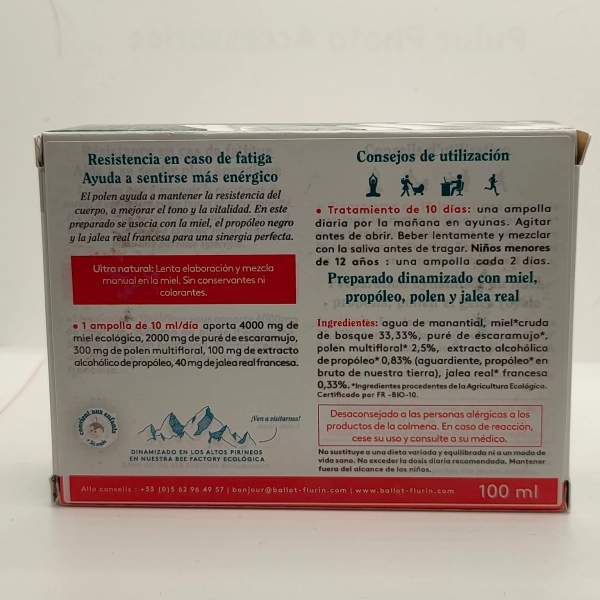 Resistencia en caso de fatiga
Ayuda a sentirse más enérgico
El polen ayuda a mantener la resistencia del
cuerpo, a mejorar el tono y la vitalidad. En este
preparado se asocia con la miel, el propóleo negro
y la jalea real francesa para una sinergia perfecta.
Ultra natural: Lenta elaboración y mezcla
manual en la miel. Sin conservantes ni
colorantes.
• 1 ampolla de 10 ml/día aporta 4000 mg de
miel ecológica, 2000 mg de puré de escaramujo,
300 mg de polen multifloral, 100 mg de extracto
alcohólico de propóleo, 40 mg de jalea real francesa.
convient aux enfants
¡Ven a visitarnos!
DINAMIZADO EN LOS ALTOS PIRINEOS
EN NUESTRA BEE FACTORY ECOLÓGICA
Consejos de utilización
• Tratamiento de 10 días: una ampolla
diaria por la mañana en ayunas. Agitar
antes de abrir. Beber lentamente y mezclar
con la saliva antes de tragar. Niños menores
de 12 años : una ampolla cada 2 días.
Preparado dinamizado con miel,
propóleo, polen y jalea real
Ingredientes: agua de manantial, miel*cruda
de bosque 33,33%, puré de escaramujo*,
polen multifloral* 2,5%, extracto alcohólico
de propóleo* 0,83% (aguardiente, propóleo* en
bruto de nuestra tierra), jalea real* francesa
0,33%. *Ingredientes procedentes de la Agricultura Ecológica.
Certificado por FR -BIO-10.
Desaconsejado a las personas alérgicas a los
productos de la colmena. En caso de reacción,
cese su uso y consulte a su médico.
No sustituye a una dieta variada y equilibrada ni a un modo de
vida sano. No exceder la dosis diaria recomendada. Mantener
fuera del alcance de las niños.
Allo conseils : +33 (0)5 62 96 49 57 | bonjour@ballot-flurin.com | www.ballot-flurin.com
100 ml